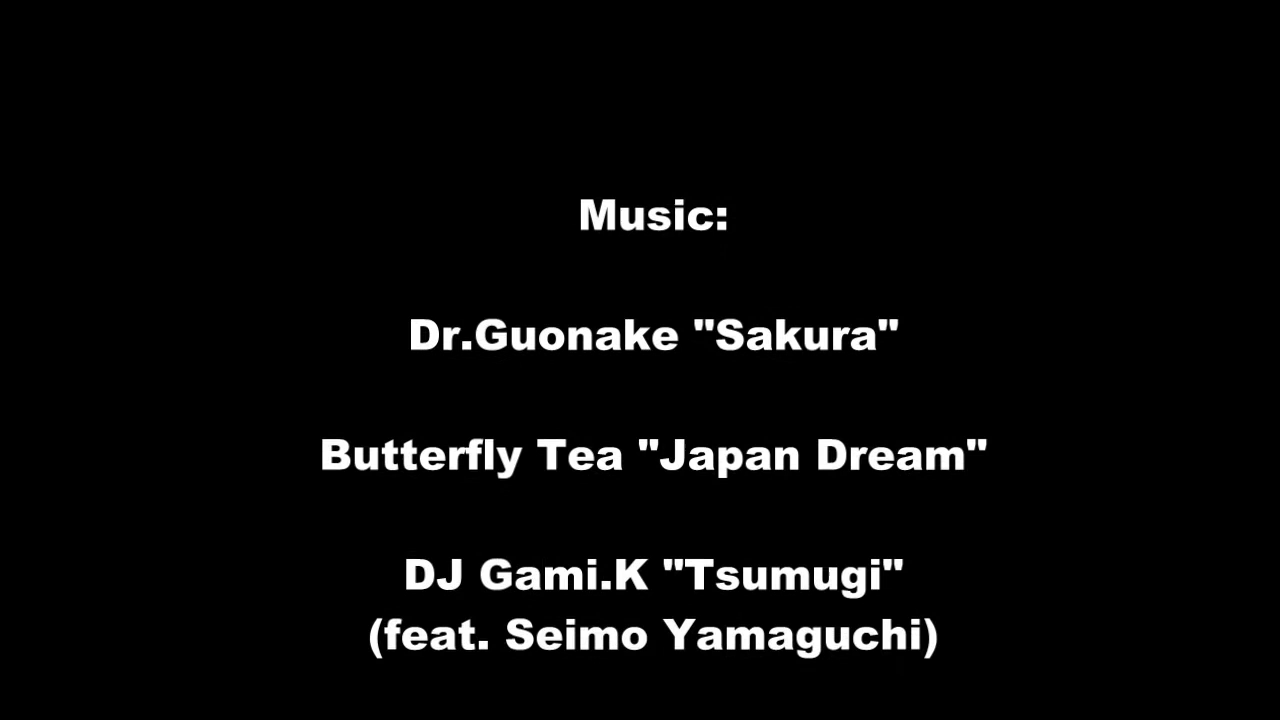 Music:
Dr.Guonake "Sakura"
Butterfly Tea "Japan Dream"
DJ Gami.K "Tsumugi"
(feat. Seimo Yamaguchi)